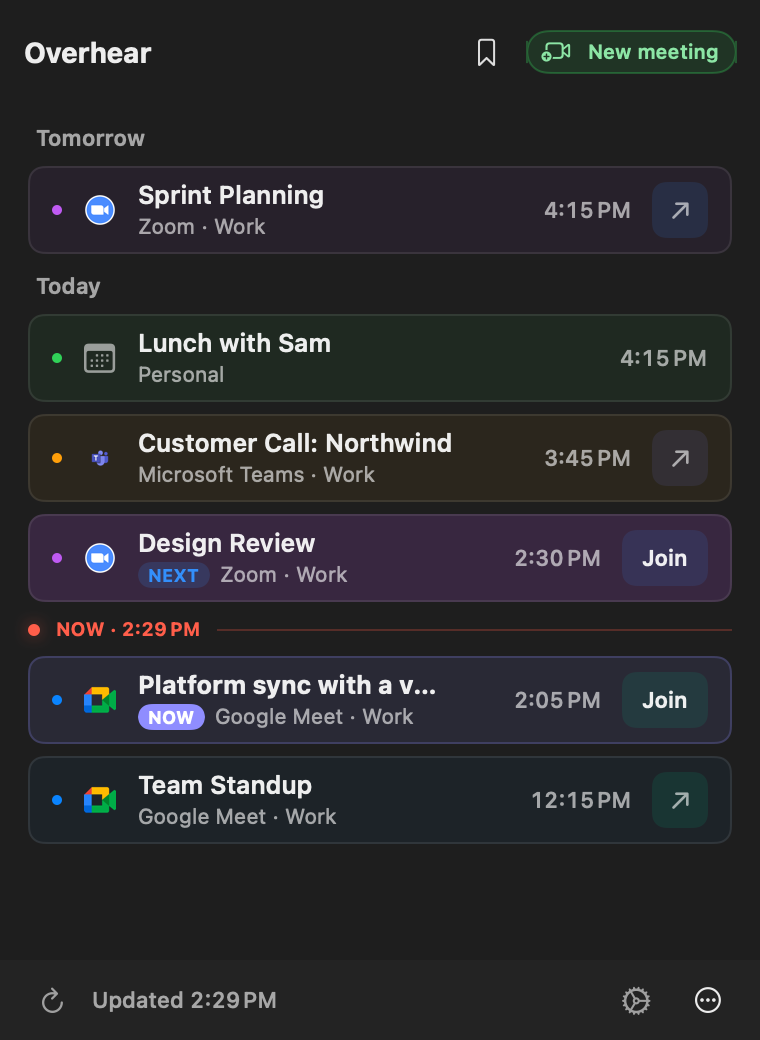 Overhear
New meeting
Tomorrow
Sprint Planning
Zoom · Work
4:15 PM
Today
Lunch with Sam
Personal
4:15 PM
Customer Call: Northwind
Microsoft Teams · Work
3:45 PM
Design Review
NEXT Zoom · Work
2:30 PM
Join
NOW · 2:29 PM
Platform sync with a v...
NOW Google Meet · Work
2:05 PM
Join
Team Standup
Google Meet · Work
12:15 PM
Updated 2:29 PM